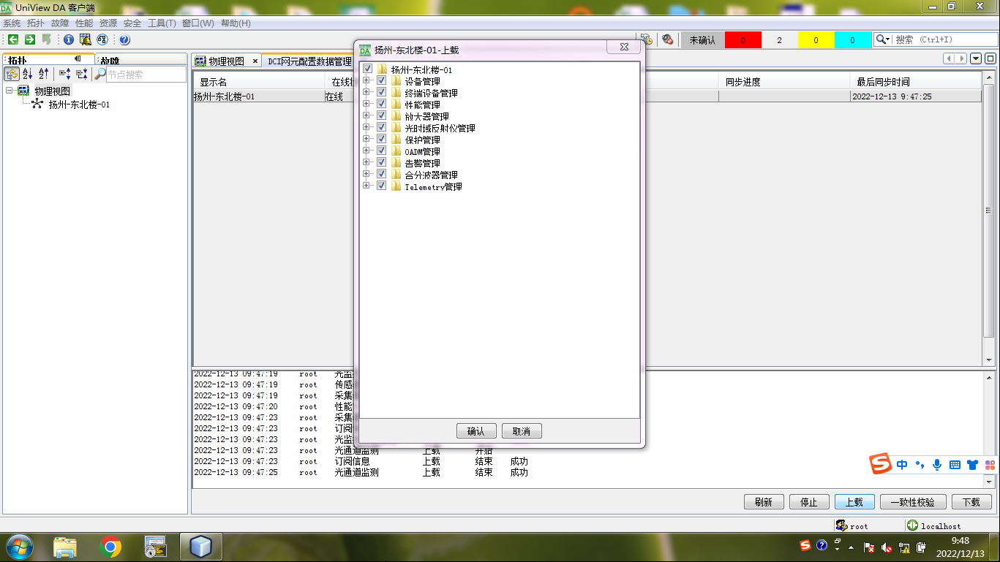 UniView DA 客户端
系统 拓扑 故障 性能 资源 安全 工具(T) 窗口(W) 帮助(H)
未确认 0 2 0 0 搜索 (Ctrl+I)
拓扑 故障
节点搜索
物理视图
扬州-东北楼-01
物理视图 DCI网元配置数据管理
显示名 在线 同步进度 最后同步时间
扬州-东北楼-01 在线 2022-12-13 9:47:25
扬州-东北楼-01-上载
扬州-东北楼-01
设备管理
终端设备管理
性能管理
放大器管理
光时域反射仪管理
保护管理
OADM管理
告警管理
合分波器管理
Telemetry管理
确认 取消
2022-12-13 09:47:19 root 光监
2022-12-13 09:47:19 root 传感
2022-12-13 09:47:19 root 采集
2022-12-13 09:47:20 root 性能
2022-12-13 09:47:23 root 采集
2022-12-13 09:47:23 root 订阅
2022-12-13 09:47:23 root 光监
2022-12-13 09:47:23 root 光通道监测 上载 开始
2022-12-13 09:47:23 root 订阅信息 上载 结束 成功
2022-12-13 09:47:25 root 光通道监测 上载 结束 成功
中
刷新 停止 上载 一致性校验 下载
root localhost
9:48
2022/12/13